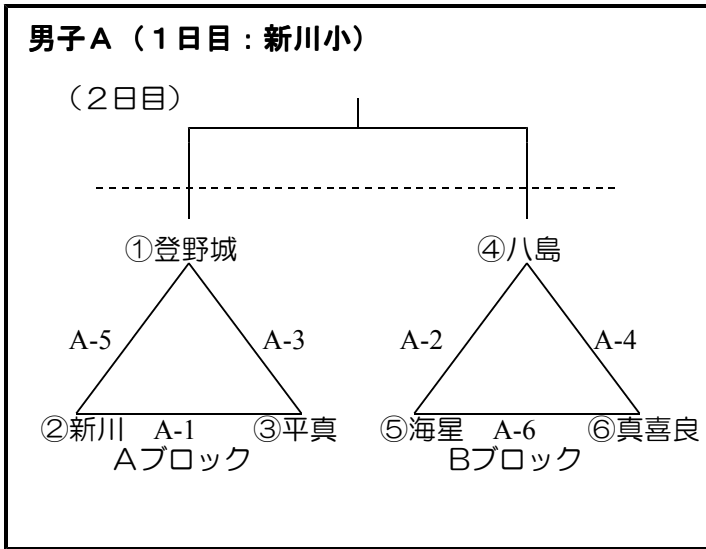 男子A（1日目：新川小）
（２日目）
①登野城 ④八島
A-5 A-3 A-2 A-4
②新川 A-1 ③平真 ⑤海星 A-6 ⑥真喜良
Aブロック Bブロック